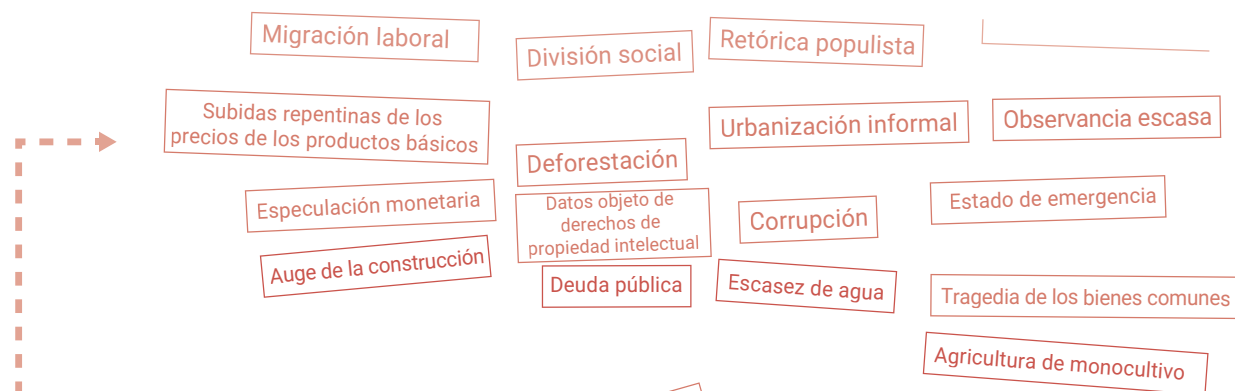 Migración laboral
División social
Retórica populista
Subidas repentinas de los
precios de los productos básicos
Urbanización informal
Observancia escasa
Deforestación
Especulación monetaria
Datos objeto de
derechos de
propiedad intelectual
Corrupción
Estado de emergencia
Auge de la construcción
Deuda pública
Escasez de agua
Tragedia de los bienes comunes
Agricultura de monocultivo